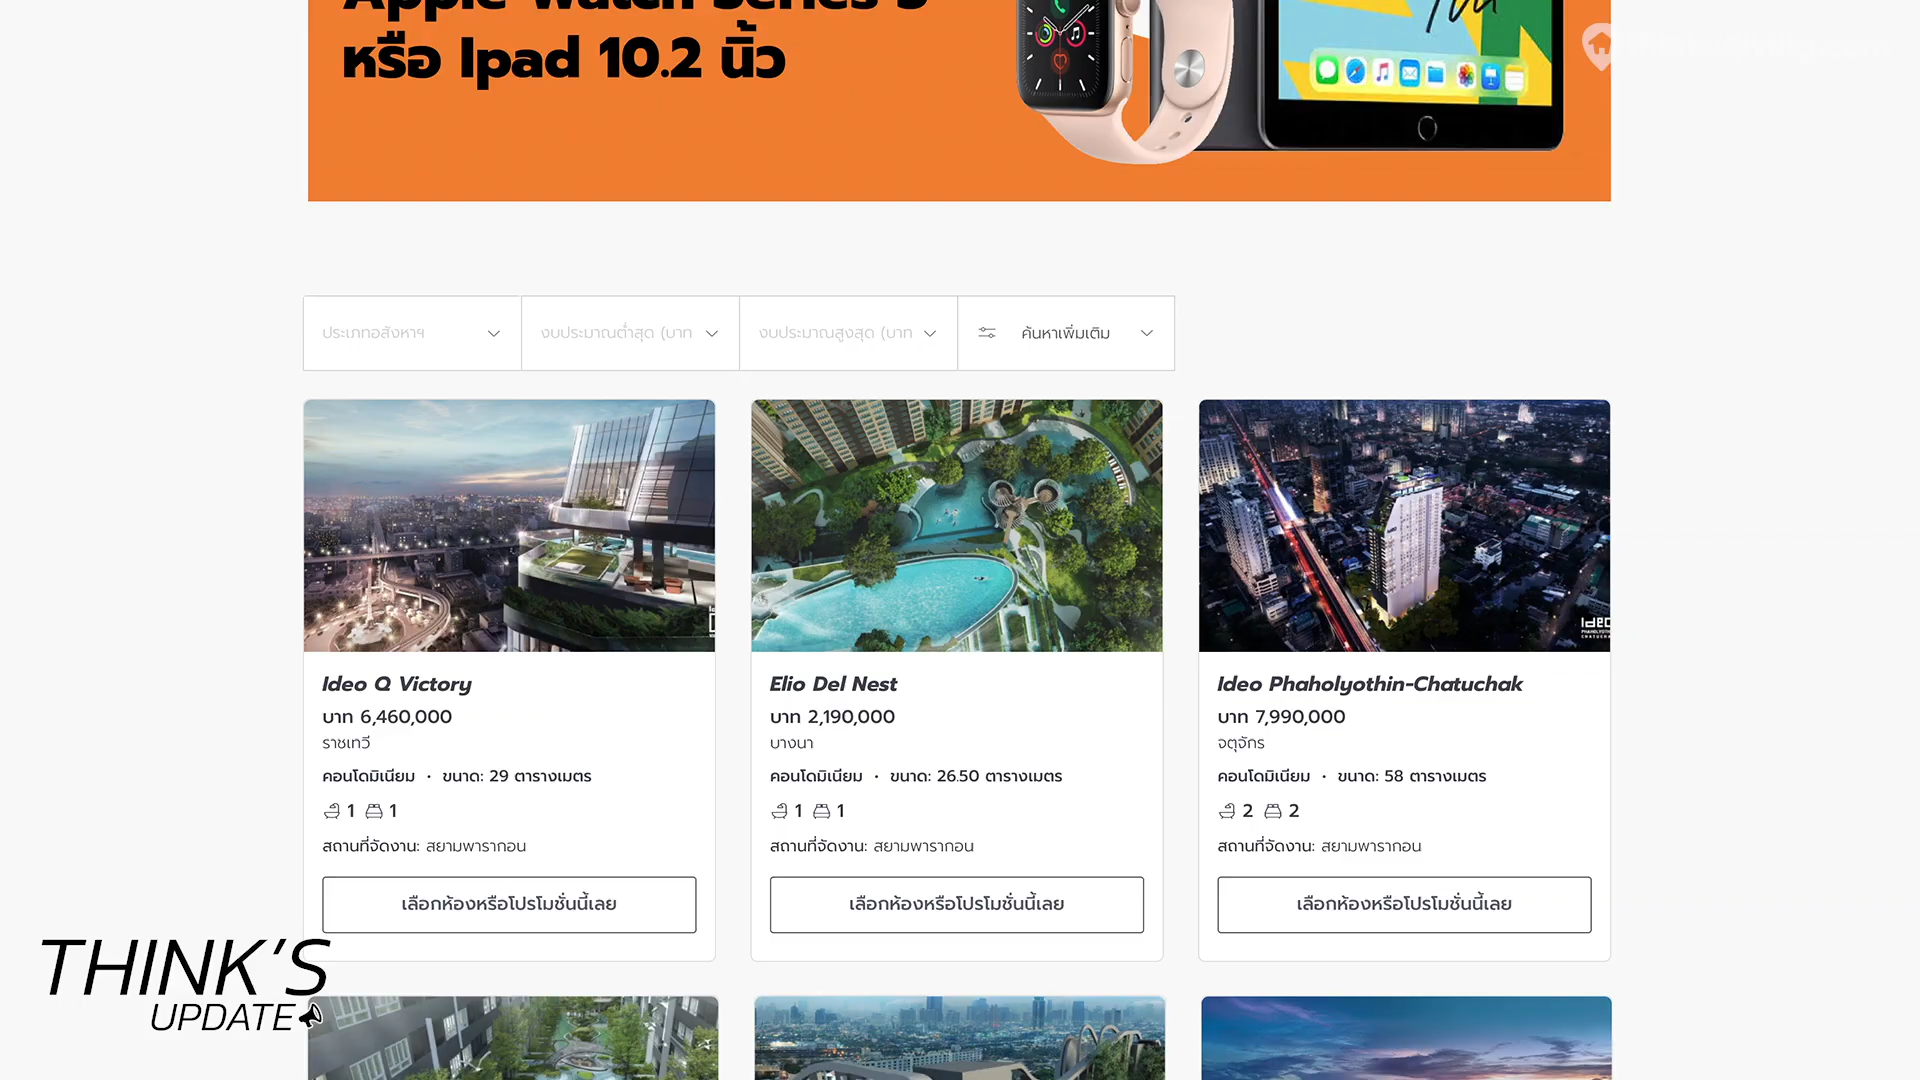 Apple Watch Series 5
หรือ Ipad 10.2 นิ้ว
ประเภทอสังหาฯ
งบประมาณต่ำสุด (บาท
งบประมาณสูงสุด (บาท
ค้นหาเพิ่มเติม
Ideo Q Victory
บาท 6,460,000
ราชเทวี
คอนโดมิเนียม • ขนาด: 29 ตารางเมตร
1 1
สถานที่จัดงาน: สยามพารากอน
เลือกห้องหรือโปรโมชั่นนี้เลย
Elio Del Nest
บาท 2,190,000
บางนา
คอนโดมิเนียม • ขนาด: 26.50 ตารางเมตร
1 1
สถานที่จัดงาน: สยามพารากอน
เลือกห้องหรือโปรโมชั่นนี้เลย
Ideo Phaholyothin-Chatuchak
บาท 7,990,000
จตุจักร
คอนโดมิเนียม • ขนาด: 58 ตารางเมตร
2 2
สถานที่จัดงาน: สยามพารากอน
เลือกห้องหรือโปรโมชั่นนี้เลย
THINK'S
UPDATE